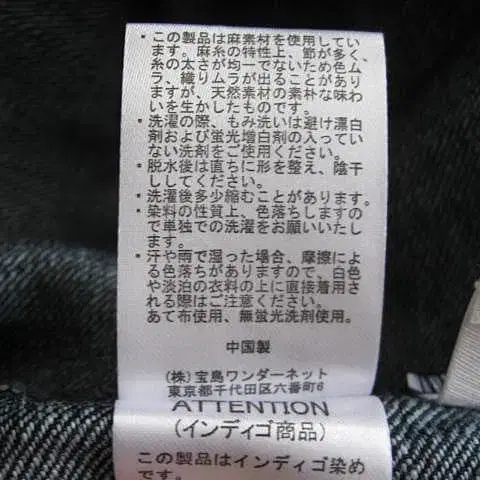 ・この製品は麻素材を使用してい
ます。麻糸の特性上、節が多く、
糸の太さが均一でないため色ム
ラ、織りムラが出ることがあり
ますが、天然素材の素朴な味わ
いを生かしたものです。
・洗濯の際、もみ洗いは避け漂白
剤および蛍光増白剤の入ってい
ない洗剤をご使用ください。
・脱水後は直ちに形を整え、陰干
ししてください。
・洗濯後多少縮むことがあります。
・染料の性質上、色落ちしますの
で単独での洗濯をお願いいたし
ます。
・汗や雨で湿った場合、摩擦によ
る色落ちがありますので、白色
や淡泊の衣料の上に直接着用さ
れる際はご注意ください。
あて布使用、無蛍光洗剤使用。
中国製
(株)宝島ワンダーネット
東京都千代田区六番町6
ATTENTION
(インディゴ商品)
この製品はインディゴ染め
です。